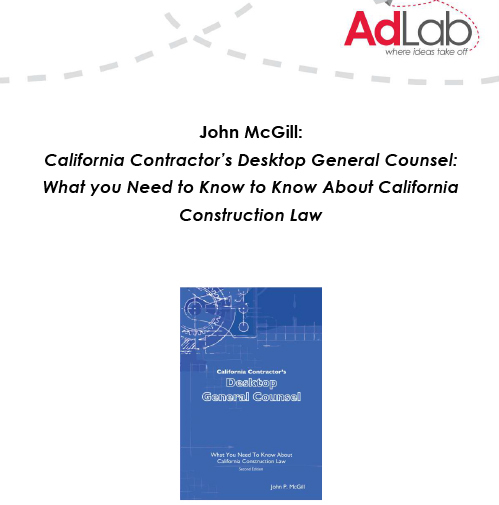 AdLab
where ideas take off
John McGill:
California Contractor's Desktop General Counsel:
What you Need to Know to Know About California
Construction Law
California Contractor's
Desktop
General Counsel
What You Need To Know About
California Construction Law
Second Edition
John P. McGill